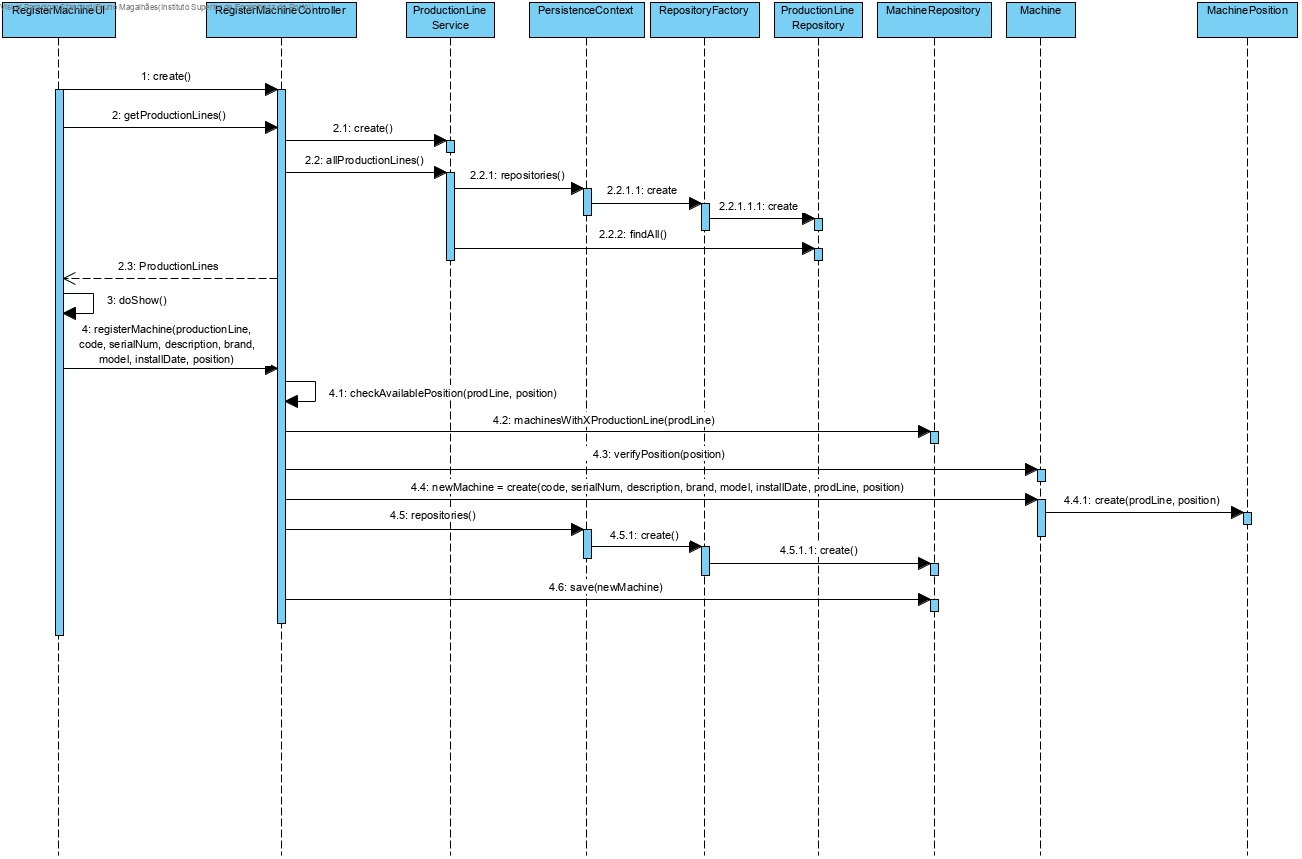 RegisterMachineUI
RegisterMachineController
ProductionLine
Service
PersistenceContext
RepositoryFactory
ProductionLine
Repository
MachineRepository
Machine
MachinePosition
Magalhães(Instituto
1: create()
2: getProductionLines()
2.1: create()
2.2: allProductionLines()
2.2.1: repositories()
2.2.1.1: create
2.2.1.1.1: create
2.2.2: findAll()
2.3: ProductionLines
3: doShow()
4: registerMachine(productionLine,
code, serialNum, description, brand,
model, installDate, position)
4.1: checkAvailablePosition(prodLine, position)
4.2: machinesWithXProductionLine(prodLine)
4.3: verifyPosition(position)
4.4: newMachine = create(code, serialNum, description, brand, model, installDate, prodLine, position)
4.4.1: create(prodLine, position)
4.5: repositories()
4.5.1: create()
4.5.1.1: create()
4.6: save(newMachine)